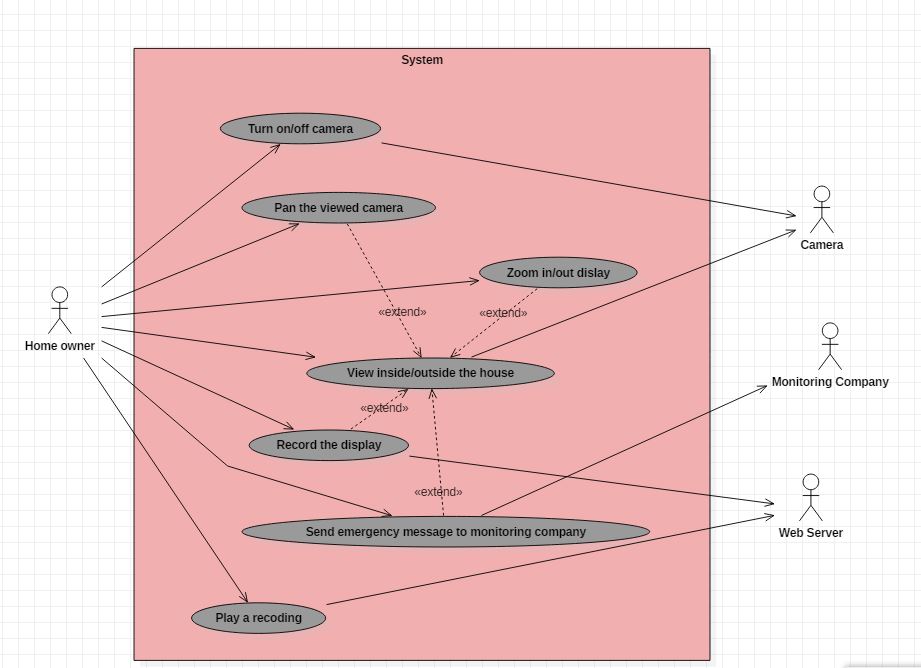 System
Turn on/off camera
Pan the viewed camera
Camera
Zoom in/out dislay
«extend»
«extend»
Home owner
View inside/outside the house
Monitoring Company
«extend»
Record the display
«extend»
Send emergency message to monitoring company
Web Server
Play a recoding